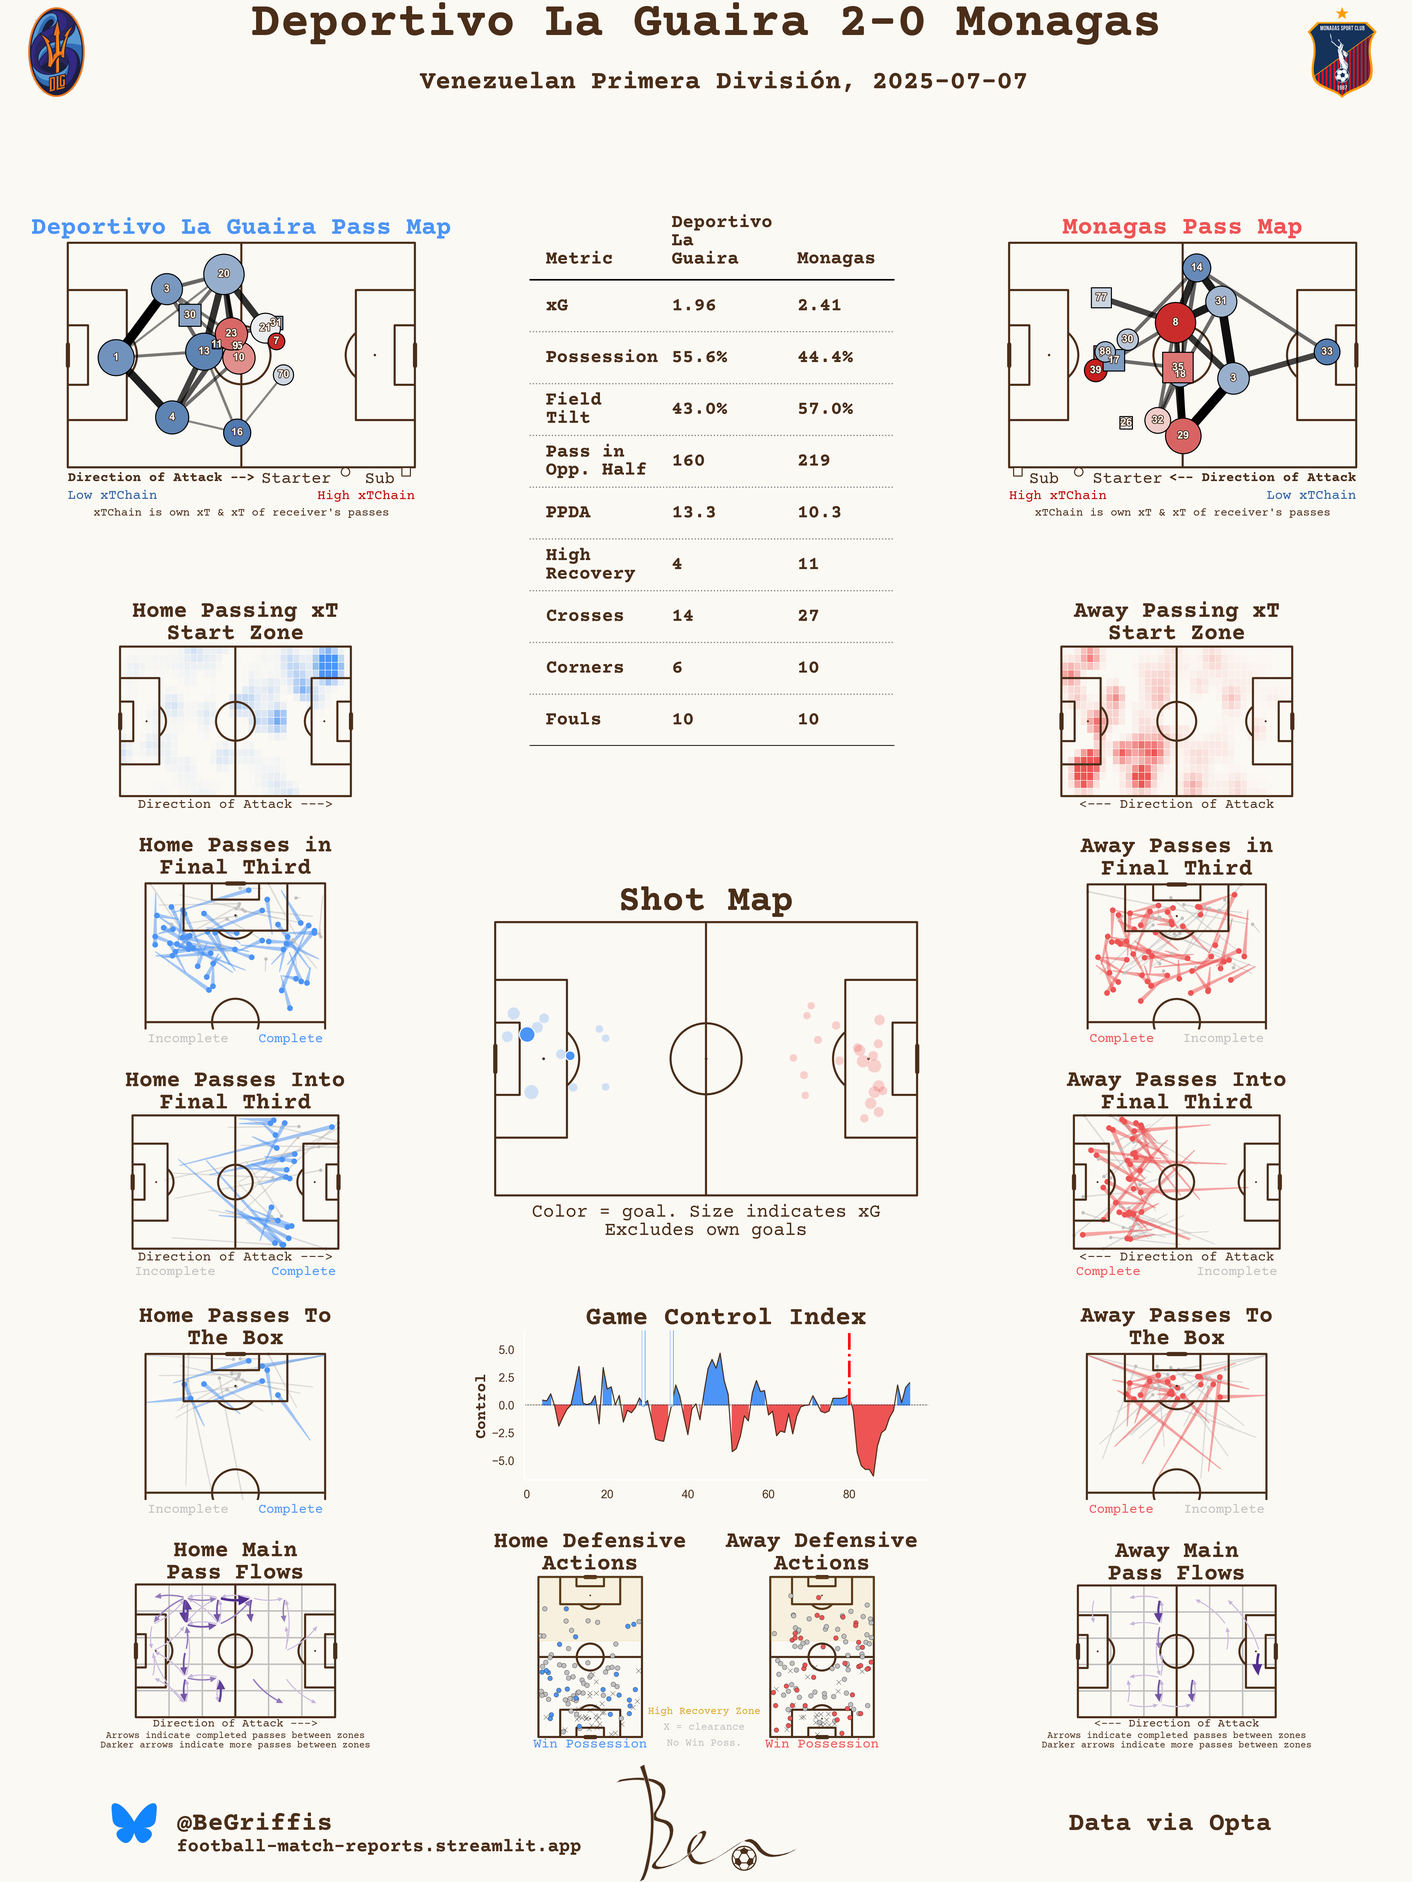 Deportivo La Guaira 2-0 Monagas
Venezuelan Primera División, 2025-07-07
DLG
MONAGAS SPORT CLUB
1987
Deportivo La Guaira Pass Map
3
20
30
1
13
11
23
95
10
21
31
7
70
4
16
Direction of Attack --> Starter Sub
Low xTChain High xTChain
xTChain is own xT & xT of receiver's passes
Metric Deportivo La Guaira Monagas
xG 1.96 2.41
Possession 55.6% 44.4%
Field Tilt 43.0% 57.0%
Pass in Opp. Half 160 219
PPDA 13.3 10.3
High Recovery 4 11
Crosses 14 27
Corners 6 10
Fouls 10 10
Monagas Pass Map
14
77
31
8
30
88
17
39
35
18
3
33
26
32
29
Sub Starter <-- Direction of Attack
High xTChain Low xTChain
xTChain is own xT & xT of receiver's passes
Home Passing xT
Start Zone
Direction of Attack --->
Away Passing xT
Start Zone
<--- Direction of Attack
Home Passes in
Final Third
Incomplete Complete
Away Passes in
Final Third
Complete Incomplete
Shot Map
Color = goal. Size indicates xG
Excludes own goals
Home Passes Into
Final Third
Direction of Attack --->
Incomplete Complete
Away Passes Into
Final Third
<--- Direction of Attack
Complete Incomplete
Home Passes To
The Box
Incomplete Complete
Game Control Index
Control
5.0
2.5
0.0
−2.5
−5.0
0 20 40 60 80
Away Passes To
The Box
Complete Incomplete
Home Main
Pass Flows
Direction of Attack --->
Arrows indicate completed passes between zones
Darker arrows indicate more passes between zones
Home Defensive
Actions
Win Possession
High Recovery Zone
X = clearance
No Win Poss.
Away Defensive
Actions
Win Possession
Away Main
Pass Flows
<--- Direction of Attack
Arrows indicate completed passes between zones
Darker arrows indicate more passes between zones
@BeGriffis
football-match-reports.streamlit.app
Ben
Data via Opta